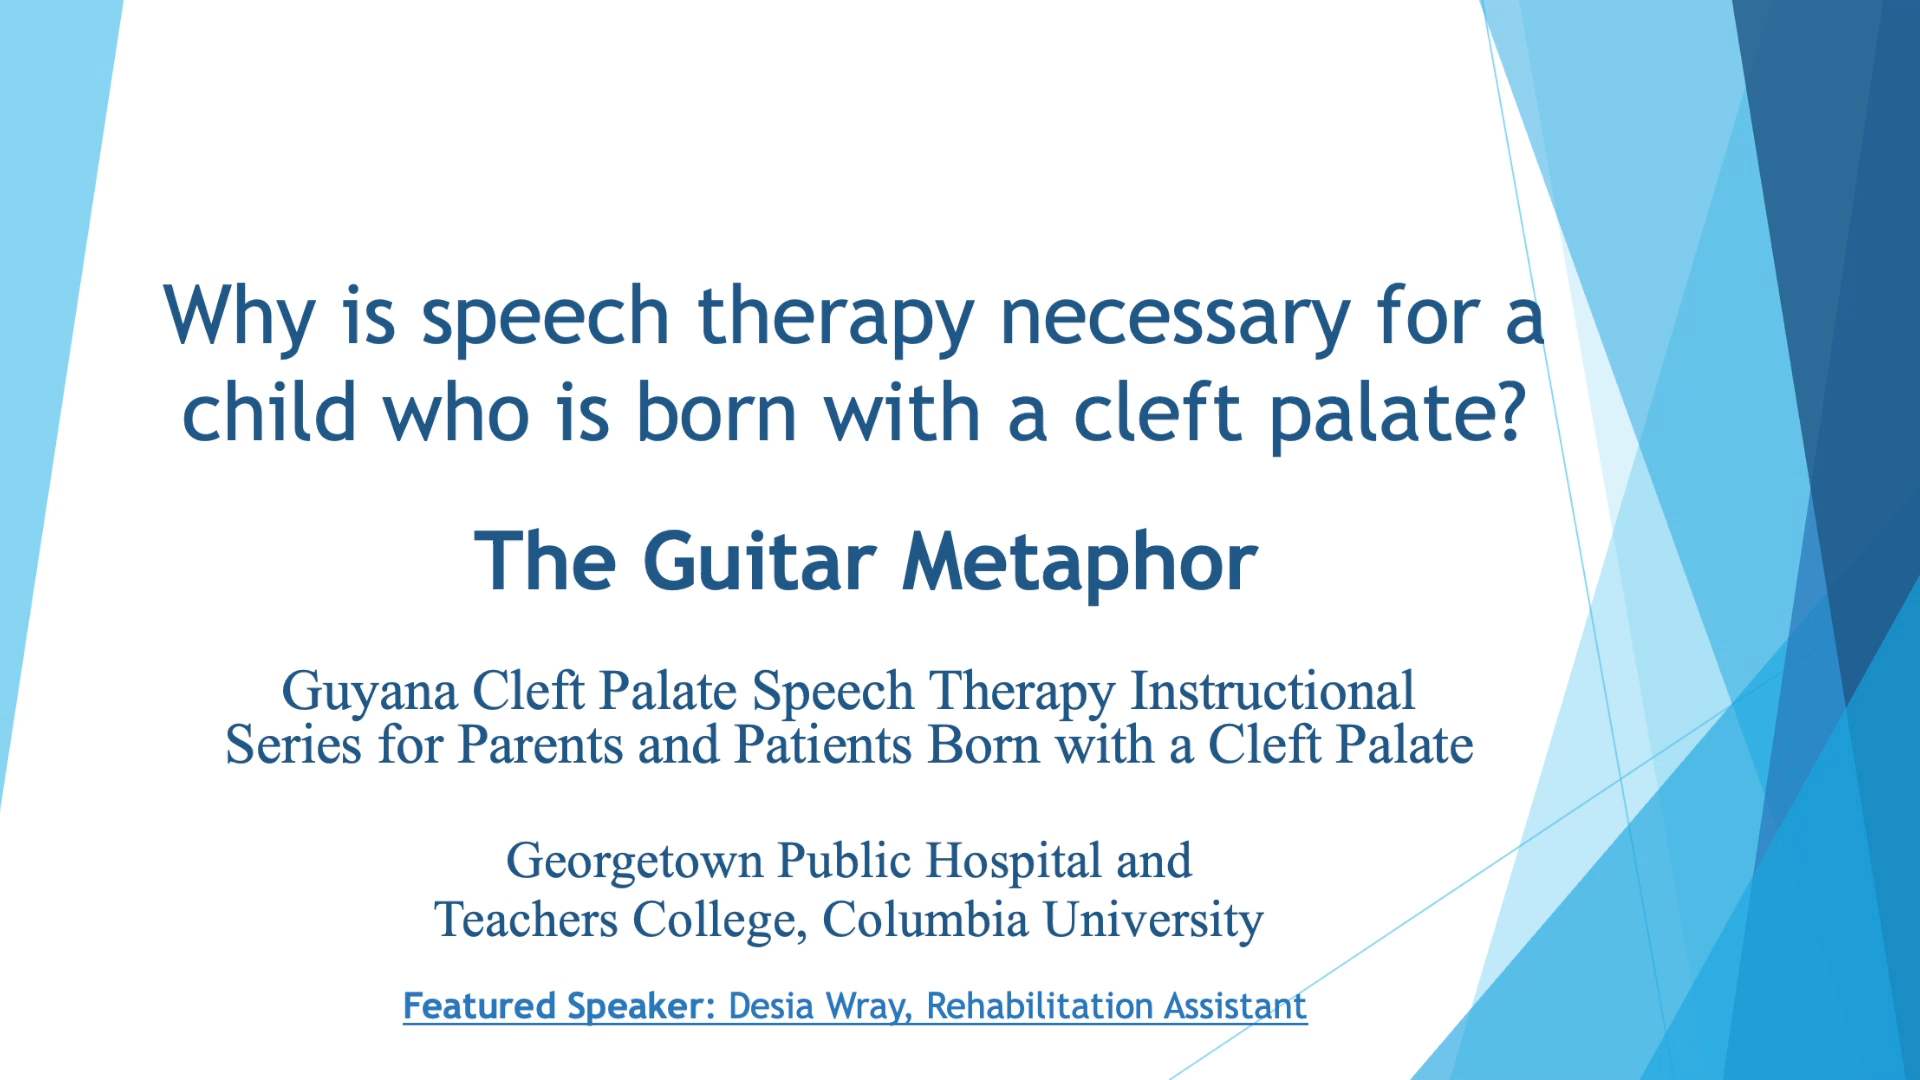 Why is speech therapy necessary for a
child who is born with a cleft palate?
The Guitar Metaphor
Guyana Cleft Palate Speech Therapy Instructional
Series for Parents and Patients Born with a Cleft Palate
Georgetown Public Hospital and
Teachers College, Columbia University
Featured Speaker: Desia Wray, Rehabilitation Assistant